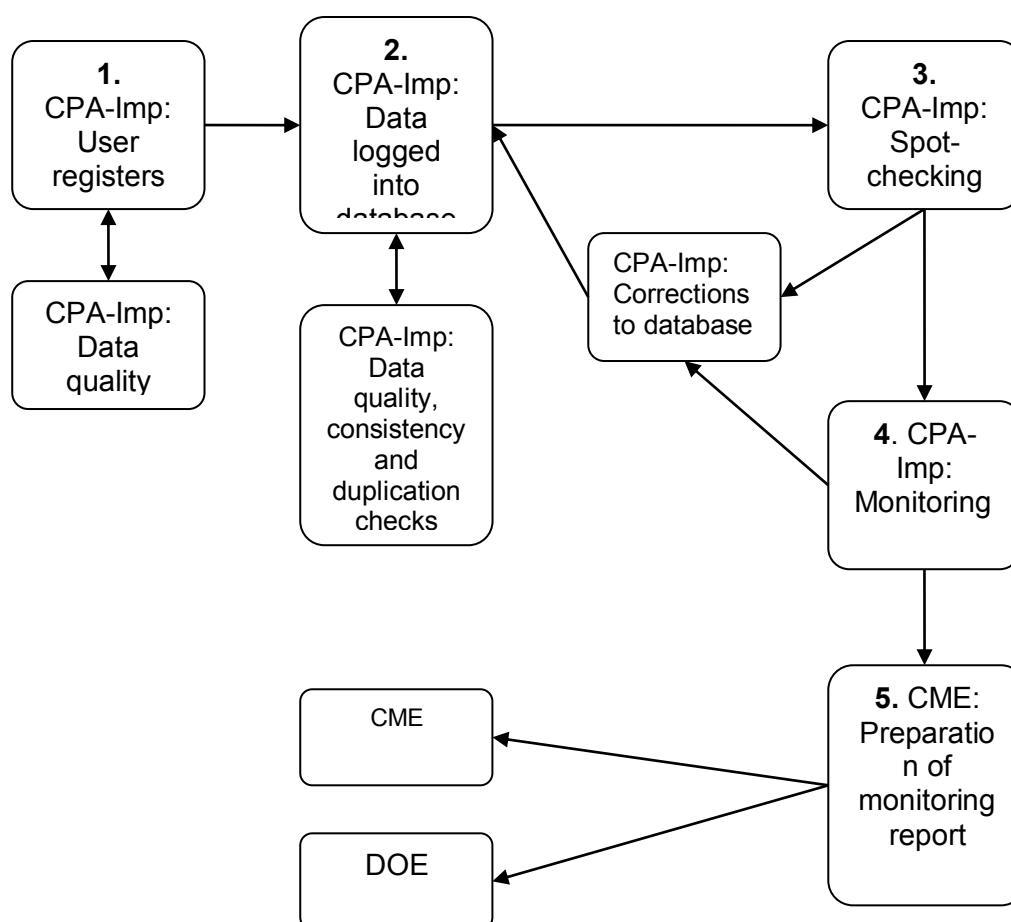 1.
CPA-Imp:
User
registers
2.
CPA-Imp:
Data
logged
into
database
3.
CPA-Imp:
Spot-
checking
CPA-Imp:
Data
quality
CPA-Imp:
Data
quality,
consistency
and
duplication
checks
CPA-Imp:
Corrections
to database
4. CPA-
Imp:
Monitoring
5. CME:
Preparatio
n of
monitoring
report
CME
DOE